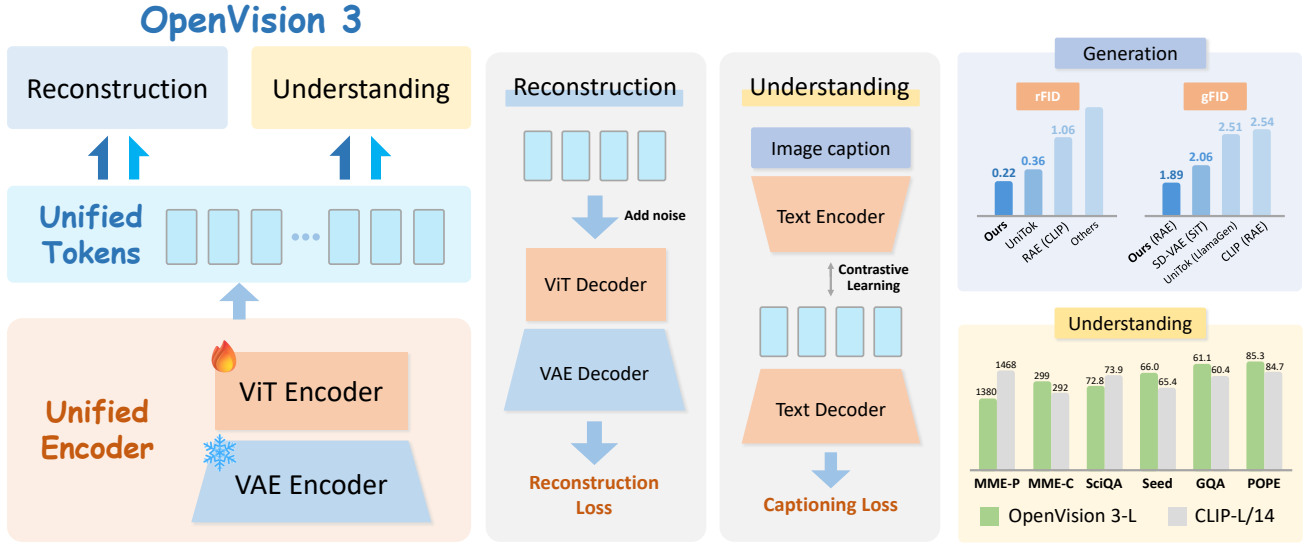 OpenVision 3
Reconstruction
Understanding
Unified
Tokens
Unified
Encoder
ViT Encoder
VAE Encoder
Reconstruction
Add noise
ViT Decoder
VAE Decoder
Reconstruction
Loss
Understanding
Image caption
Text Encoder
Contrastive
Learning
Text Decoder
Captioning Loss
Generation
rFID
0.22
0.36
1.06
Ours
UniTok
RAE (CLIP)
Others
gFID
1.89
2.06
2.51
2.54
Ours (RAE)
SD-VAE (SiT)
UniTok (LlamaGen)
CLIP (RAE)
Understanding
1380
1468
299
292
72.8
73.9
66.0
65.4
61.1
60.4
85.3
84.7
MME-P
MME-C
SciQA
Seed
GQA
POPE
OpenVision 3-L
CLIP-L/14